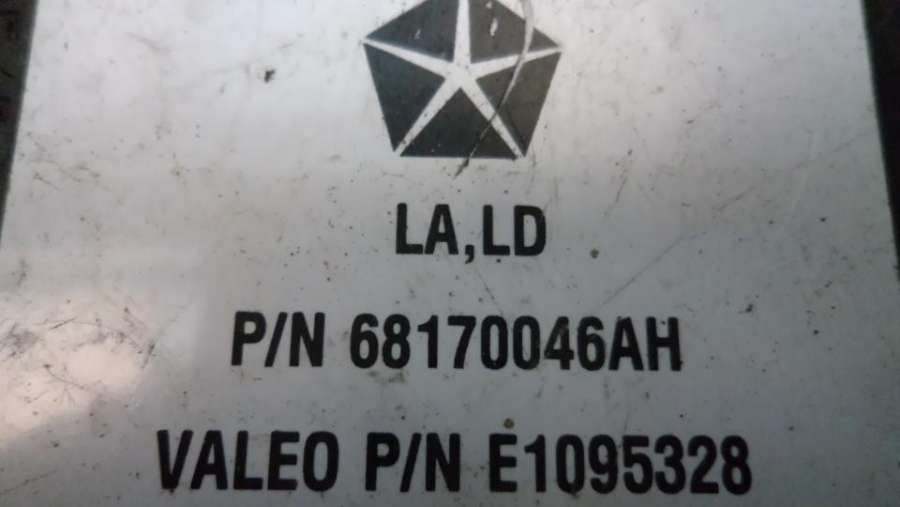 LA,LD
P/N 68170046AH
VALEO P/N E1095328